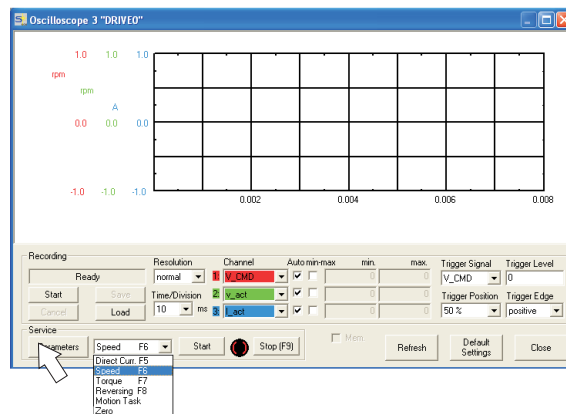 Oscilloscope 3 "DRIVE0"
1.0 1.0 1.0
rpm
rpm
A
0.0 0.0 0.0
-1.0 -1.0 -1.0
0.002 0.004 0.006 0.008
Recording
Resolution Channel Auto min-max min. max. Trigger Signal Trigger Level
Ready normal 1: V_CMD 0 0 V_CMD 0
Start Save Time/Division 2: v_act 0 0 Trigger Position Trigger Edge
Cancel Load 10 ms 3: I_act 0 0 50 % positive
Service
Parameters Speed F6 Start Stop (F9) Mem Refresh Default Settings Close
Direct Curr. F5
Speed F6
Torque F7
Reversing F8
Motion Task
Zero